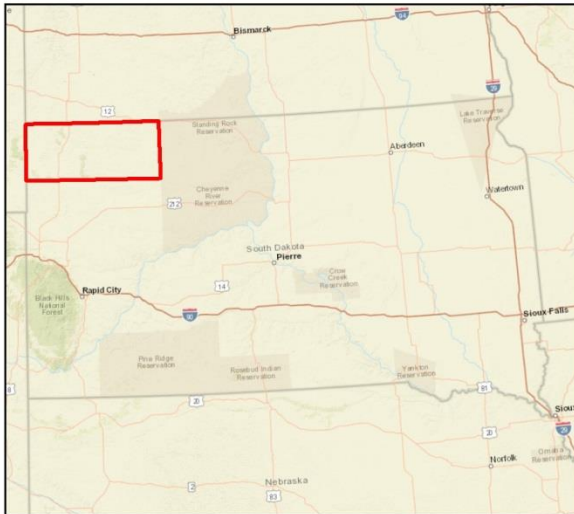 94
Bismarck
29
12
Standing Rock
Reservation
Lake Traverse
Reservation
Aberdeen
Cheyenne
River
Reservation
212
Watertown
South Dakota
Pierre
Crow
Creek
Reservation
14
Rapid City
Black Hills
National
Forest
90
Sioux Falls
Pine Ridge
Reservation
Rosebud Indian
Reservation
Yankton
Reservation
81
20
Sioux
20
29
Omaha
Reservation
Norfolk
2
Nebraska
83